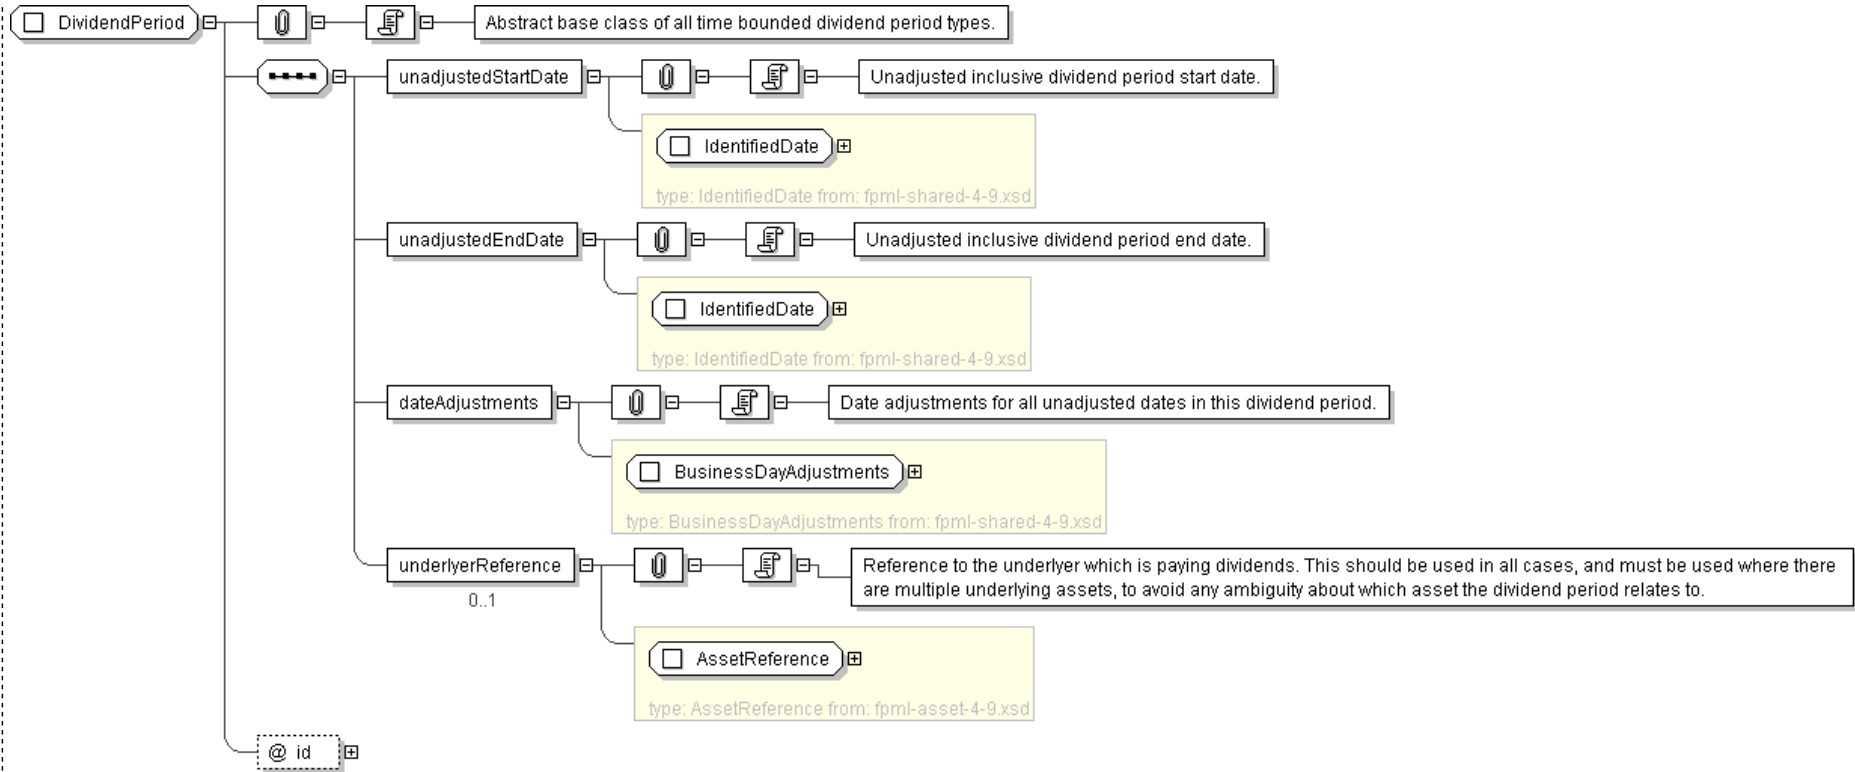 DividendPeriod
Abstract base class of all time bounded dividend period types.
unadjustedStartDate
Unadjusted inclusive dividend period start date.
IdentifiedDate
type: IdentifiedDate from: fpml-shared-4-9.xsd
unadjustedEndDate
Unadjusted inclusive dividend period end date.
IdentifiedDate
type: IdentifiedDate from: fpml-shared-4-9.xsd
dateAdjustments
Date adjustments for all unadjusted dates in this dividend period.
BusinessDayAdjustments
type: BusinessDayAdjustments from: fpml-shared-4-9.xsd
underlyerReference
0..1
Reference to the underlyer which is paying dividends. This should be used in all cases, and must be used where there
are multiple underlying assets, to avoid any ambiguity about which asset the dividend period relates to.
AssetReference
type: AssetReference from: fpml-asset-4-9.xsd
@ id